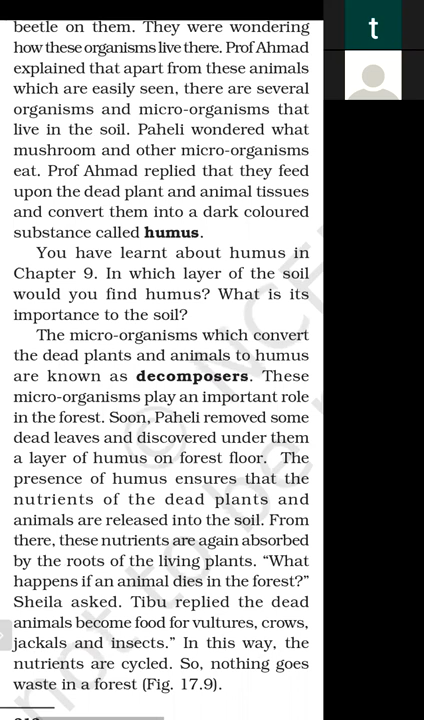 beetle on them. They were wondering
how these organisms live there. Prof Ahmad
explained that apart from these animals
which are easily seen, there are several
organisms and micro-organisms that
live in the soil. Paheli wondered what
mushroom and other micro-organisms
eat. Prof Ahmad replied that they feed
upon the dead plant and animal tissues
and convert them into a dark coloured
substance called humus.
You have learnt about humus in
Chapter 9. In which layer of the soil
would you find humus? What is its
importance to the soil?
The micro-organisms which convert
the dead plants and animals to humus
are known as decomposers. These
micro-organisms play an important role
in the forest. Soon, Paheli removed some
dead leaves and discovered under them
a layer of humus on forest floor. The
presence of humus ensures that the
nutrients of the dead plants and
animals are released into the soil. From
there, these nutrients are again absorbed
by the roots of the living plants. “What
happens if an animal dies in the forest?”
Sheila asked. Tibu replied the dead
animals become food for vultures, crows,
jackals and insects.” In this way, the
nutrients are cycled. So, nothing goes
waste in a forest (Fig. 17.9).
t